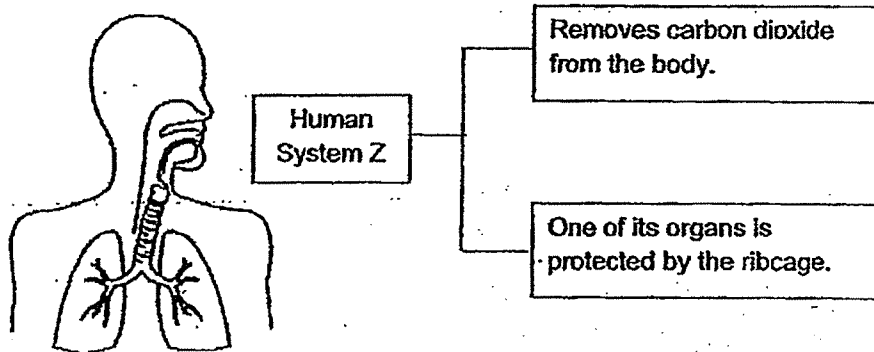 Removes carbon dioxide
from the body.
Human
System Z
One of its organs is
protected by the ribcage.